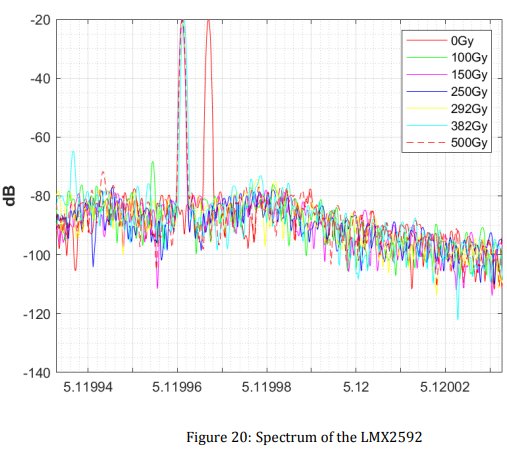 -20
0Gy
100Gy
150Gy
250Gy
292Gy
382Gy
500Gy
-40
-60
-80
-100
-120
-140
dB
5.11994
5.11996
5.11998
5.12
5.12002
Figure 20: Spectrum of the LMX2592